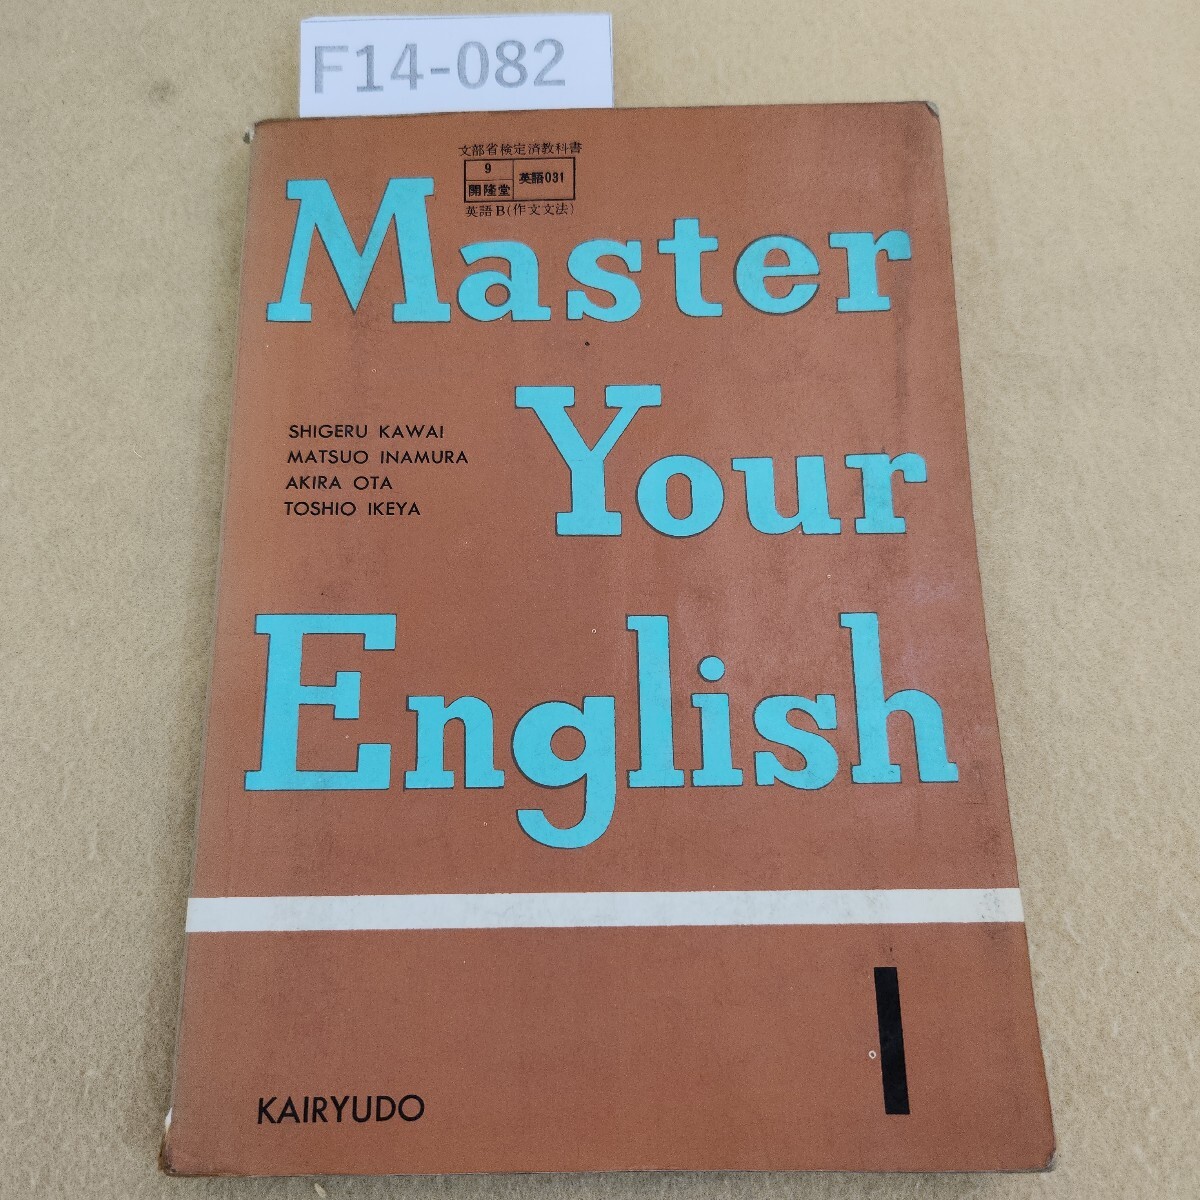 F14-082
文部省検定済教科書
9
開隆堂
英語031
英語B(作文文法)
Master
Your
SHIGERU KAWAI
MATSUO INAMURA
AKIRA OTA
TOSHIO IKEYA
English
1
KAIRYUDO